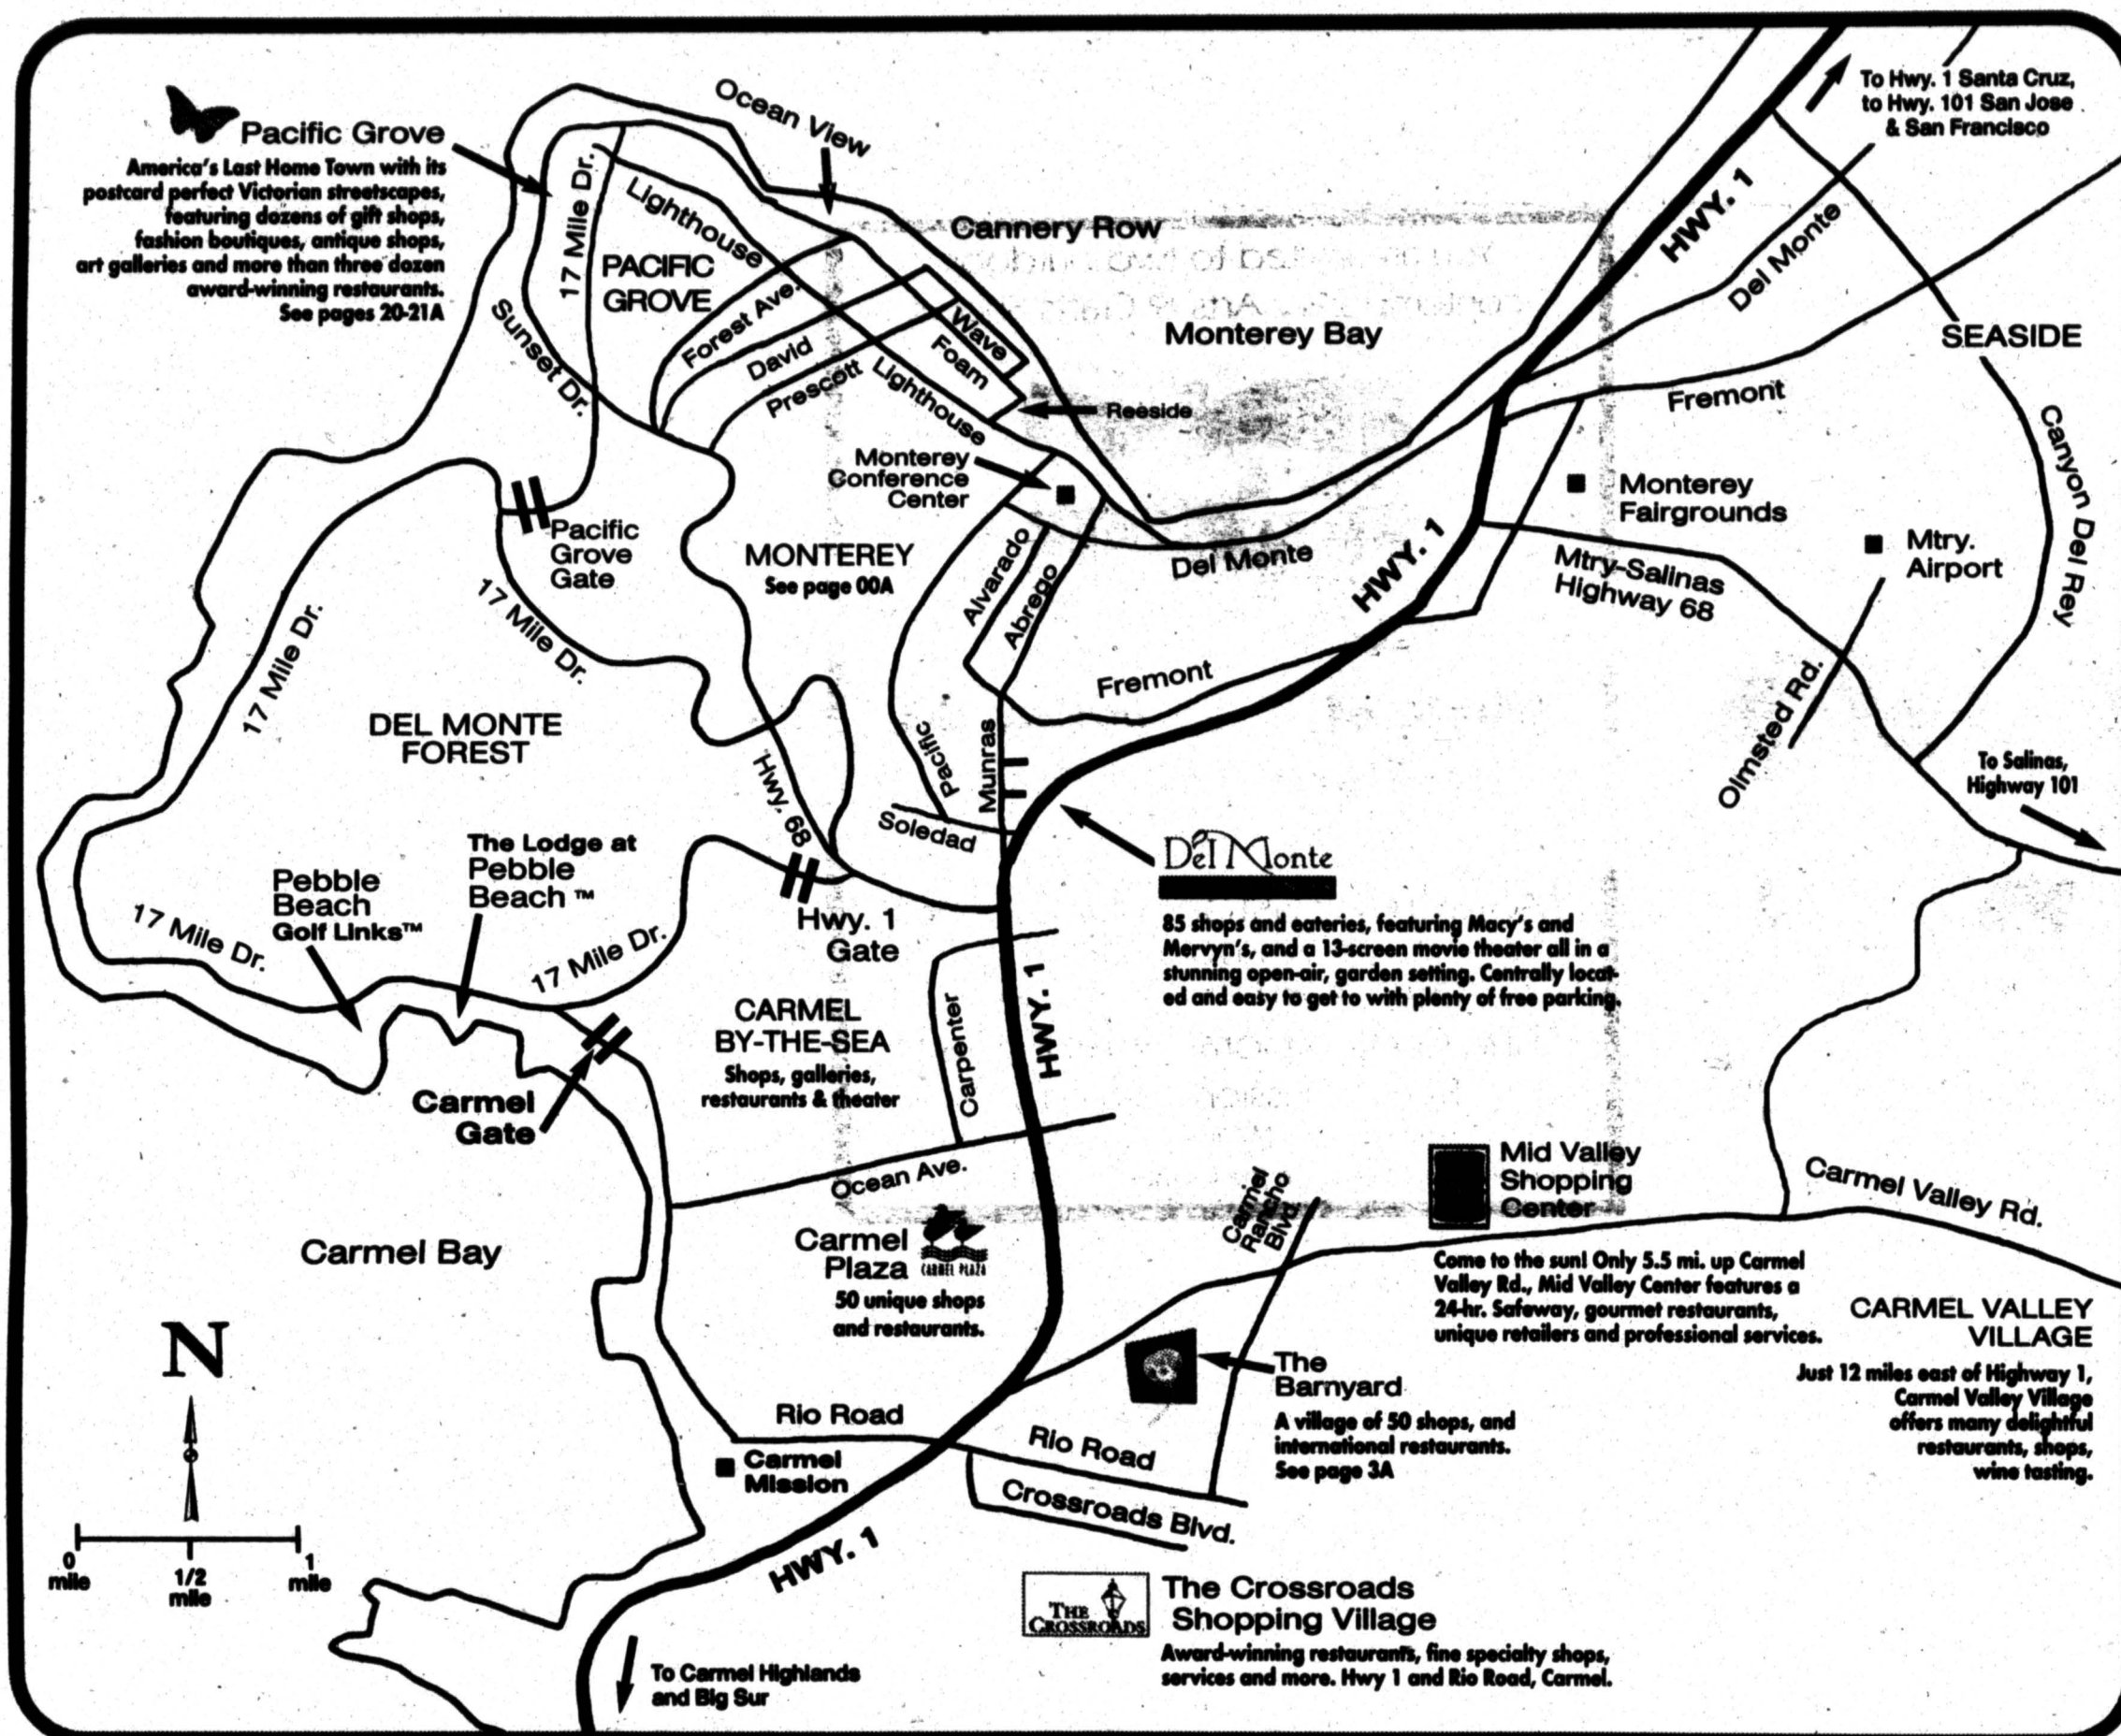 Ocean View
To Hwy. 1 Santa Cruz,
to Hwy. 101 San Jose
& San Francisco
Pacific Grove
America's Last Home Town with its
postcard perfect Victorian streetscapes,
featuring dozens of gift shops,
fashion boutiques, antique shops,
art galleries and more than three dozen
award-winning restaurants.
See pages 20-21A
17 Mile Dr.
Lighthouse
Cannery Row
HWY. 1
Del Monte
PACIFIC
GROVE
Sunset Dr.
Forest Ave.
David
Prescott
Wave
Foam
Lighthouse
Reeside
Monterey Bay
SEASIDE
Fremont
Canyon Del Rey
Monterey
Conference
Center
Monterey
Fairgrounds
Mtry.
Airport
Pacific
Grove
Gate
MONTEREY
See page 00A
Alvarado
Abrego
Del Monte
HWY. 1
Mtry-Salinas
Highway 68
17 Mile Dr.
17 Mile Dr.
Fremont
Olmsted Rd.
DEL MONTE
FOREST
Hwy. 68
Pacific
Munras
Soledad
To Salinas,
Highway 101
Del Monte
85 shops and eateries, featuring Macy's and
Mervyn's, and a 13-screen movie theater all in a
stunning open-air, garden setting. Centrally locat-
ed and easy to get to with plenty of free parking.
The Lodge at
Pebble
Beach ™
Pebble
Beach
Golf Links™
17 Mile Dr.
17 Mile Dr.
Hwy. 1
Gate
CARMEL
BY-THE-SEA
Shops, galleries,
restaurants & theater
Carpenter
HWY. 1
Carmel
Gate
Ocean Ave.
Carmel Bay
Carmel
Plaza
CARMEL PLAZA
50 unique shops
and restaurants.
Carmel
Rancho
Blvd.
Mid Valley
Shopping
Center
Come to the sun! Only 5.5 mi. up Carmel
Valley Rd., Mid Valley Center features a
24-hr. Safeway, gourmet restaurants,
unique retailers and professional services.
Carmel Valley Rd.
CARMEL VALLEY
VILLAGE
Just 12 miles east of Highway 1,
Carmel Valley Village
offers many delightful
restaurants, shops,
wine tasting.
The
Barnyard
A village of 50 shops, and
international restaurants.
See page 3A
Rio Road
Rio Road
Carmel
Mission
Crossroads Blvd.
HWY. 1
N
0
mile
1/2
mile
1
mile
THE
CROSSROADS
The Crossroads
Shopping Village
Award-winning restaurants, fine specialty shops,
services and more. Hwy 1 and Rio Road, Carmel.
To Carmel Highlands
and Big Sur